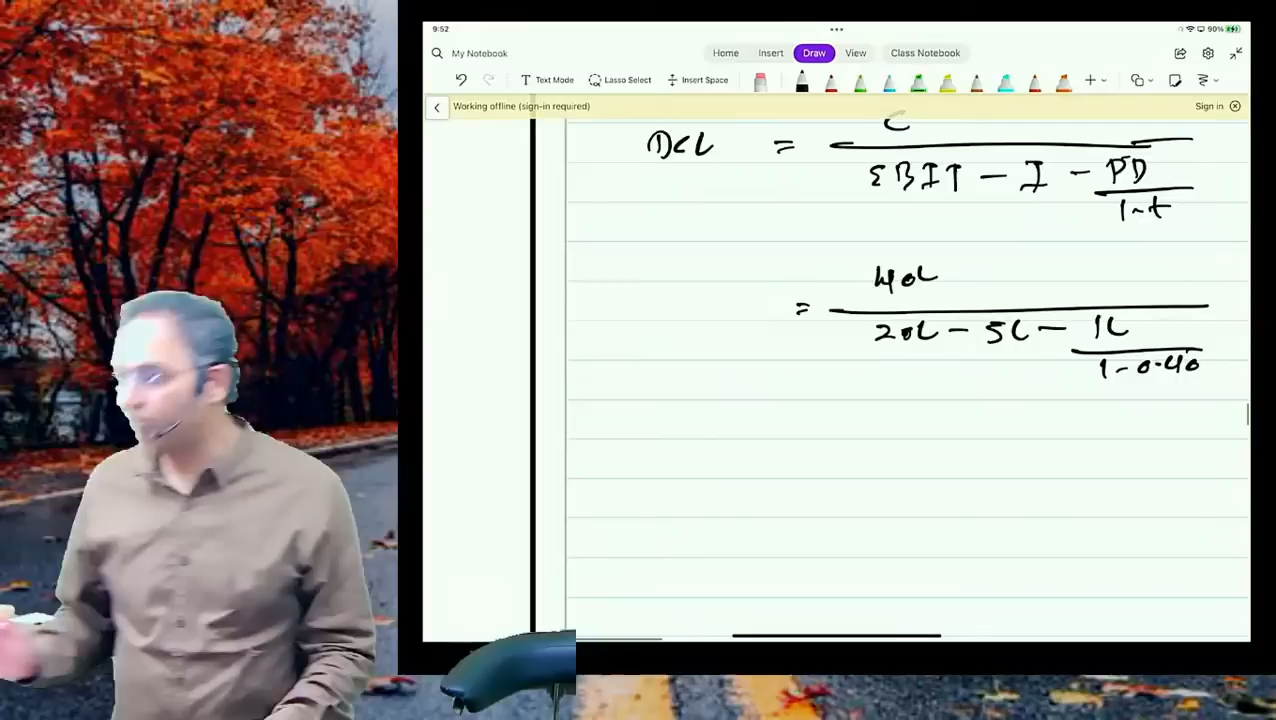 9:52
90%
My Notebook
Home Insert Draw View Class Notebook
Text Mode Lasso Select Insert Space
Working offline (sign-in required) Sign in
C
DCL = EBIT - I - PD
1-t
40L
=
20L - 5L - 1L
1-0.40